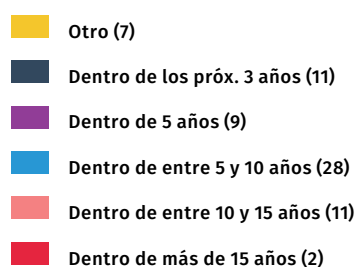 Otro (7)
Dentro de los próx. 3 años (11)
Dentro de 5 años (9)
Dentro de entre 5 y 10 años (28)
Dentro de entre 10 y 15 años (11)
Dentro de más de 15 años (2)